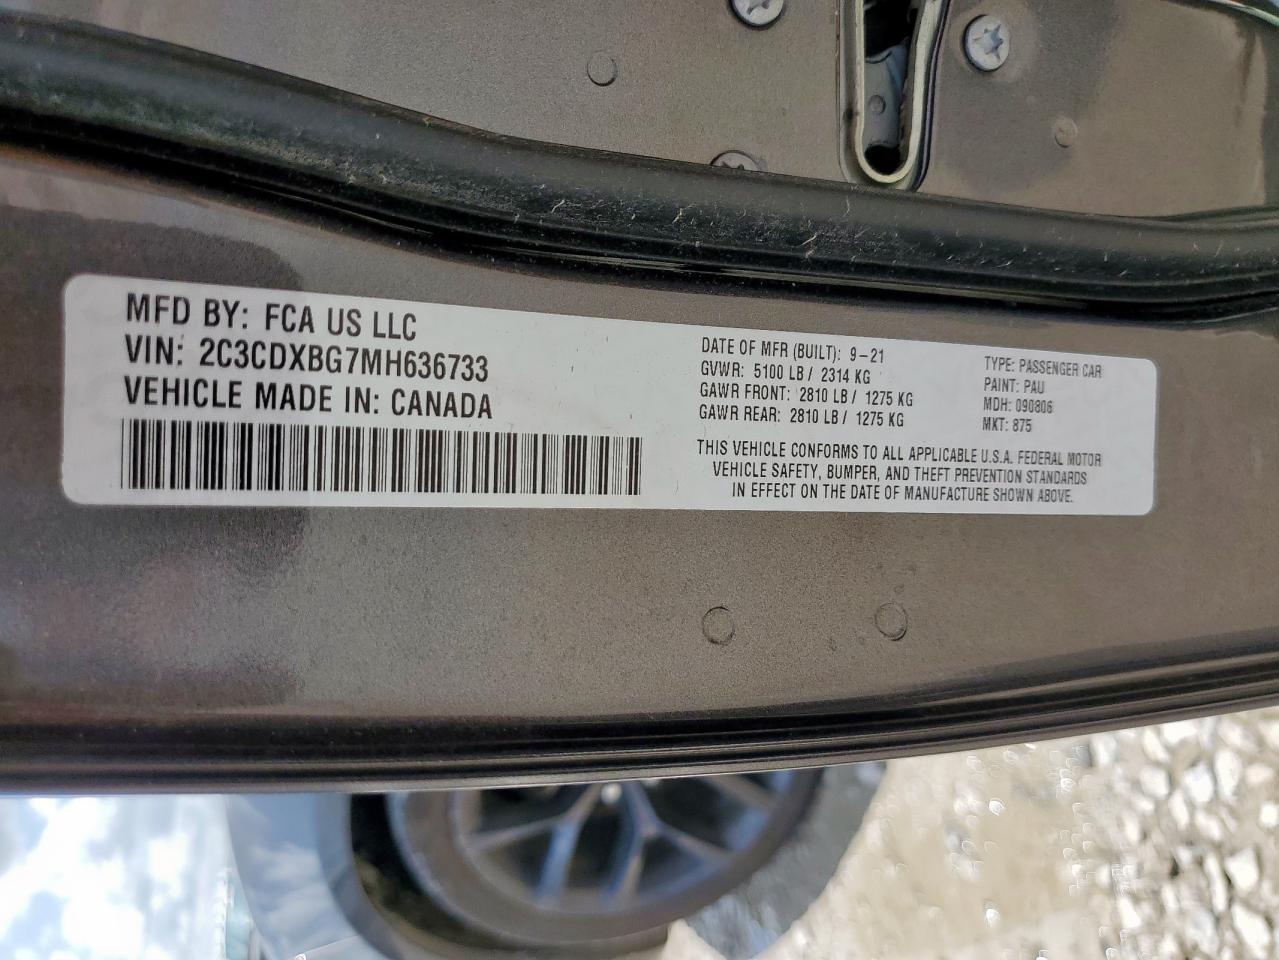 MFD BY: FCA US LLC
VIN: 2C3CDXBG7MH636733
VEHICLE MADE IN: CANADA
DATE OF MFR (BUILT): 9-21
GVWR: 5100 LB / 2314 KG
GAWR FRONT: 2810 LB / 1275 KG
GAWR REAR: 2810 LB / 1275 KG
TYPE: PASSENGER CAR
PAINT: PAU
MDH: 090806
MKT: 875
THIS VEHICLE CONFORMS TO ALL APPLICABLE U.S.A. FEDERAL MOTOR
VEHICLE SAFETY, BUMPER, AND THEFT PREVENTION STANDARDS
IN EFFECT ON THE DATE OF MANUFACTURE SHOWN ABOVE.